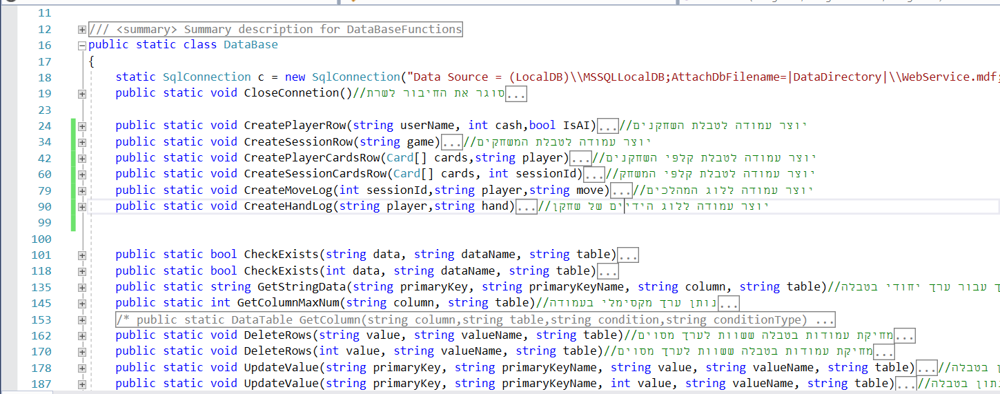 11
12 /// <summary> Summary description for DataBaseFunctions
16 public static class DataBase
17 {
18 static SqlConnection c = new SqlConnection("Data Source = (LocalDB)\\MSSQLLocalDB;AttachDbFilename=|DataDirectory|\\WebService.mdf;
19 public static void CloseConnetion()//סוגר את החיבור לשרת...
23
24 public static void CreatePlayerRow(string userName, int cash,bool IsAI)...//יוצר עמודה לטבלת השחקנים
34 public static void CreateSessionRow(string game)...//יוצר עמודה לטבלת המשחקים
42 public static void CreatePlayerCardsRow(Card[] cards,string player)...//יוצר עמודה לטבלת קלפי השחקנים
60 public static void CreateSessionCardsRow(Card[] cards, int sessionId)...//יוצר עמודה לטבלת קלפי המשחק
79 public static void CreateMoveLog(int sessionId,string player,string move)...//יוצר עמודה ללוג המהלכים
90 public static void CreateHandLog(string player,string hand)...//יוצר עמודה ללוג הידיים של שחקן
99
100
101 public static bool CheckExists(string data, string dataName, string table)...
118 public static bool CheckExists(int data, string dataName, string table)...
135 public static string GetStringData(string primaryKey, string primaryKeyName, string column, string table)//ך עבור ערך יחודי בטבלה
145 public static int GetColumnMaxNum(string column, string table)//נותן ערך מקסימלי בעמודה...
153 /* public static DataTable GetColumn(string column,string table,string condition,string conditionType) ...
162 public static void DeleteRows(string value, string valueName, string table)//מחיקת עמודות בטבלה ששוות לערך מסוים...
170 public static void DeleteRows(int value, string valueName, string table)//מחיקת עמודות בטבלה ששוות לערך מסוים...
178 public static void UpdateValue(string primaryKey, string primaryKeyName, string value, string valueName, string table)...//ן בטבלה
187 public static void UpdateValue(string primaryKey, string primaryKeyName, int value, string valueName, string table)...//נתון בטבלה